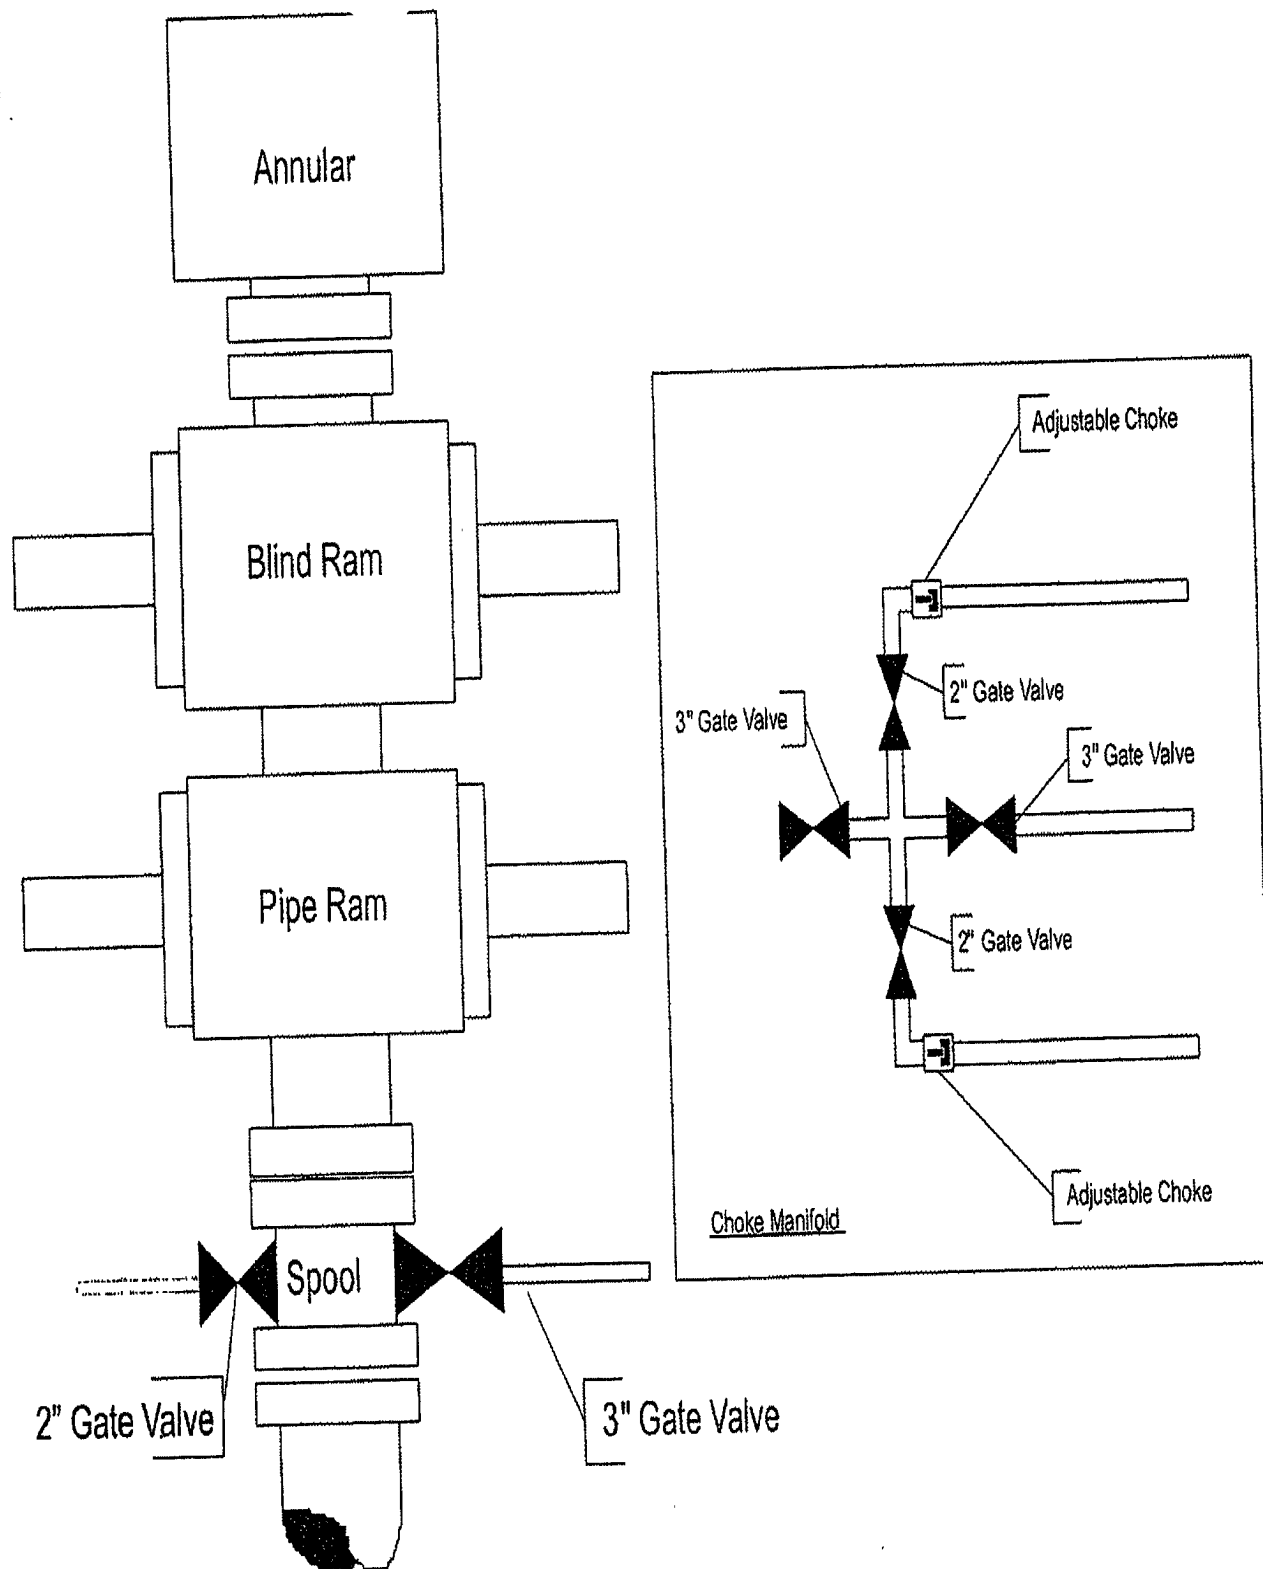 Annular
Blind Ram
Pipe Ram
Spool
2" Gate Valve
3" Gate Valve
Adjustable Choke
2" Gate Valve
3" Gate Valve
3" Gate Valve
2" Gate Valve
Adjustable Choke
Choke Manifold